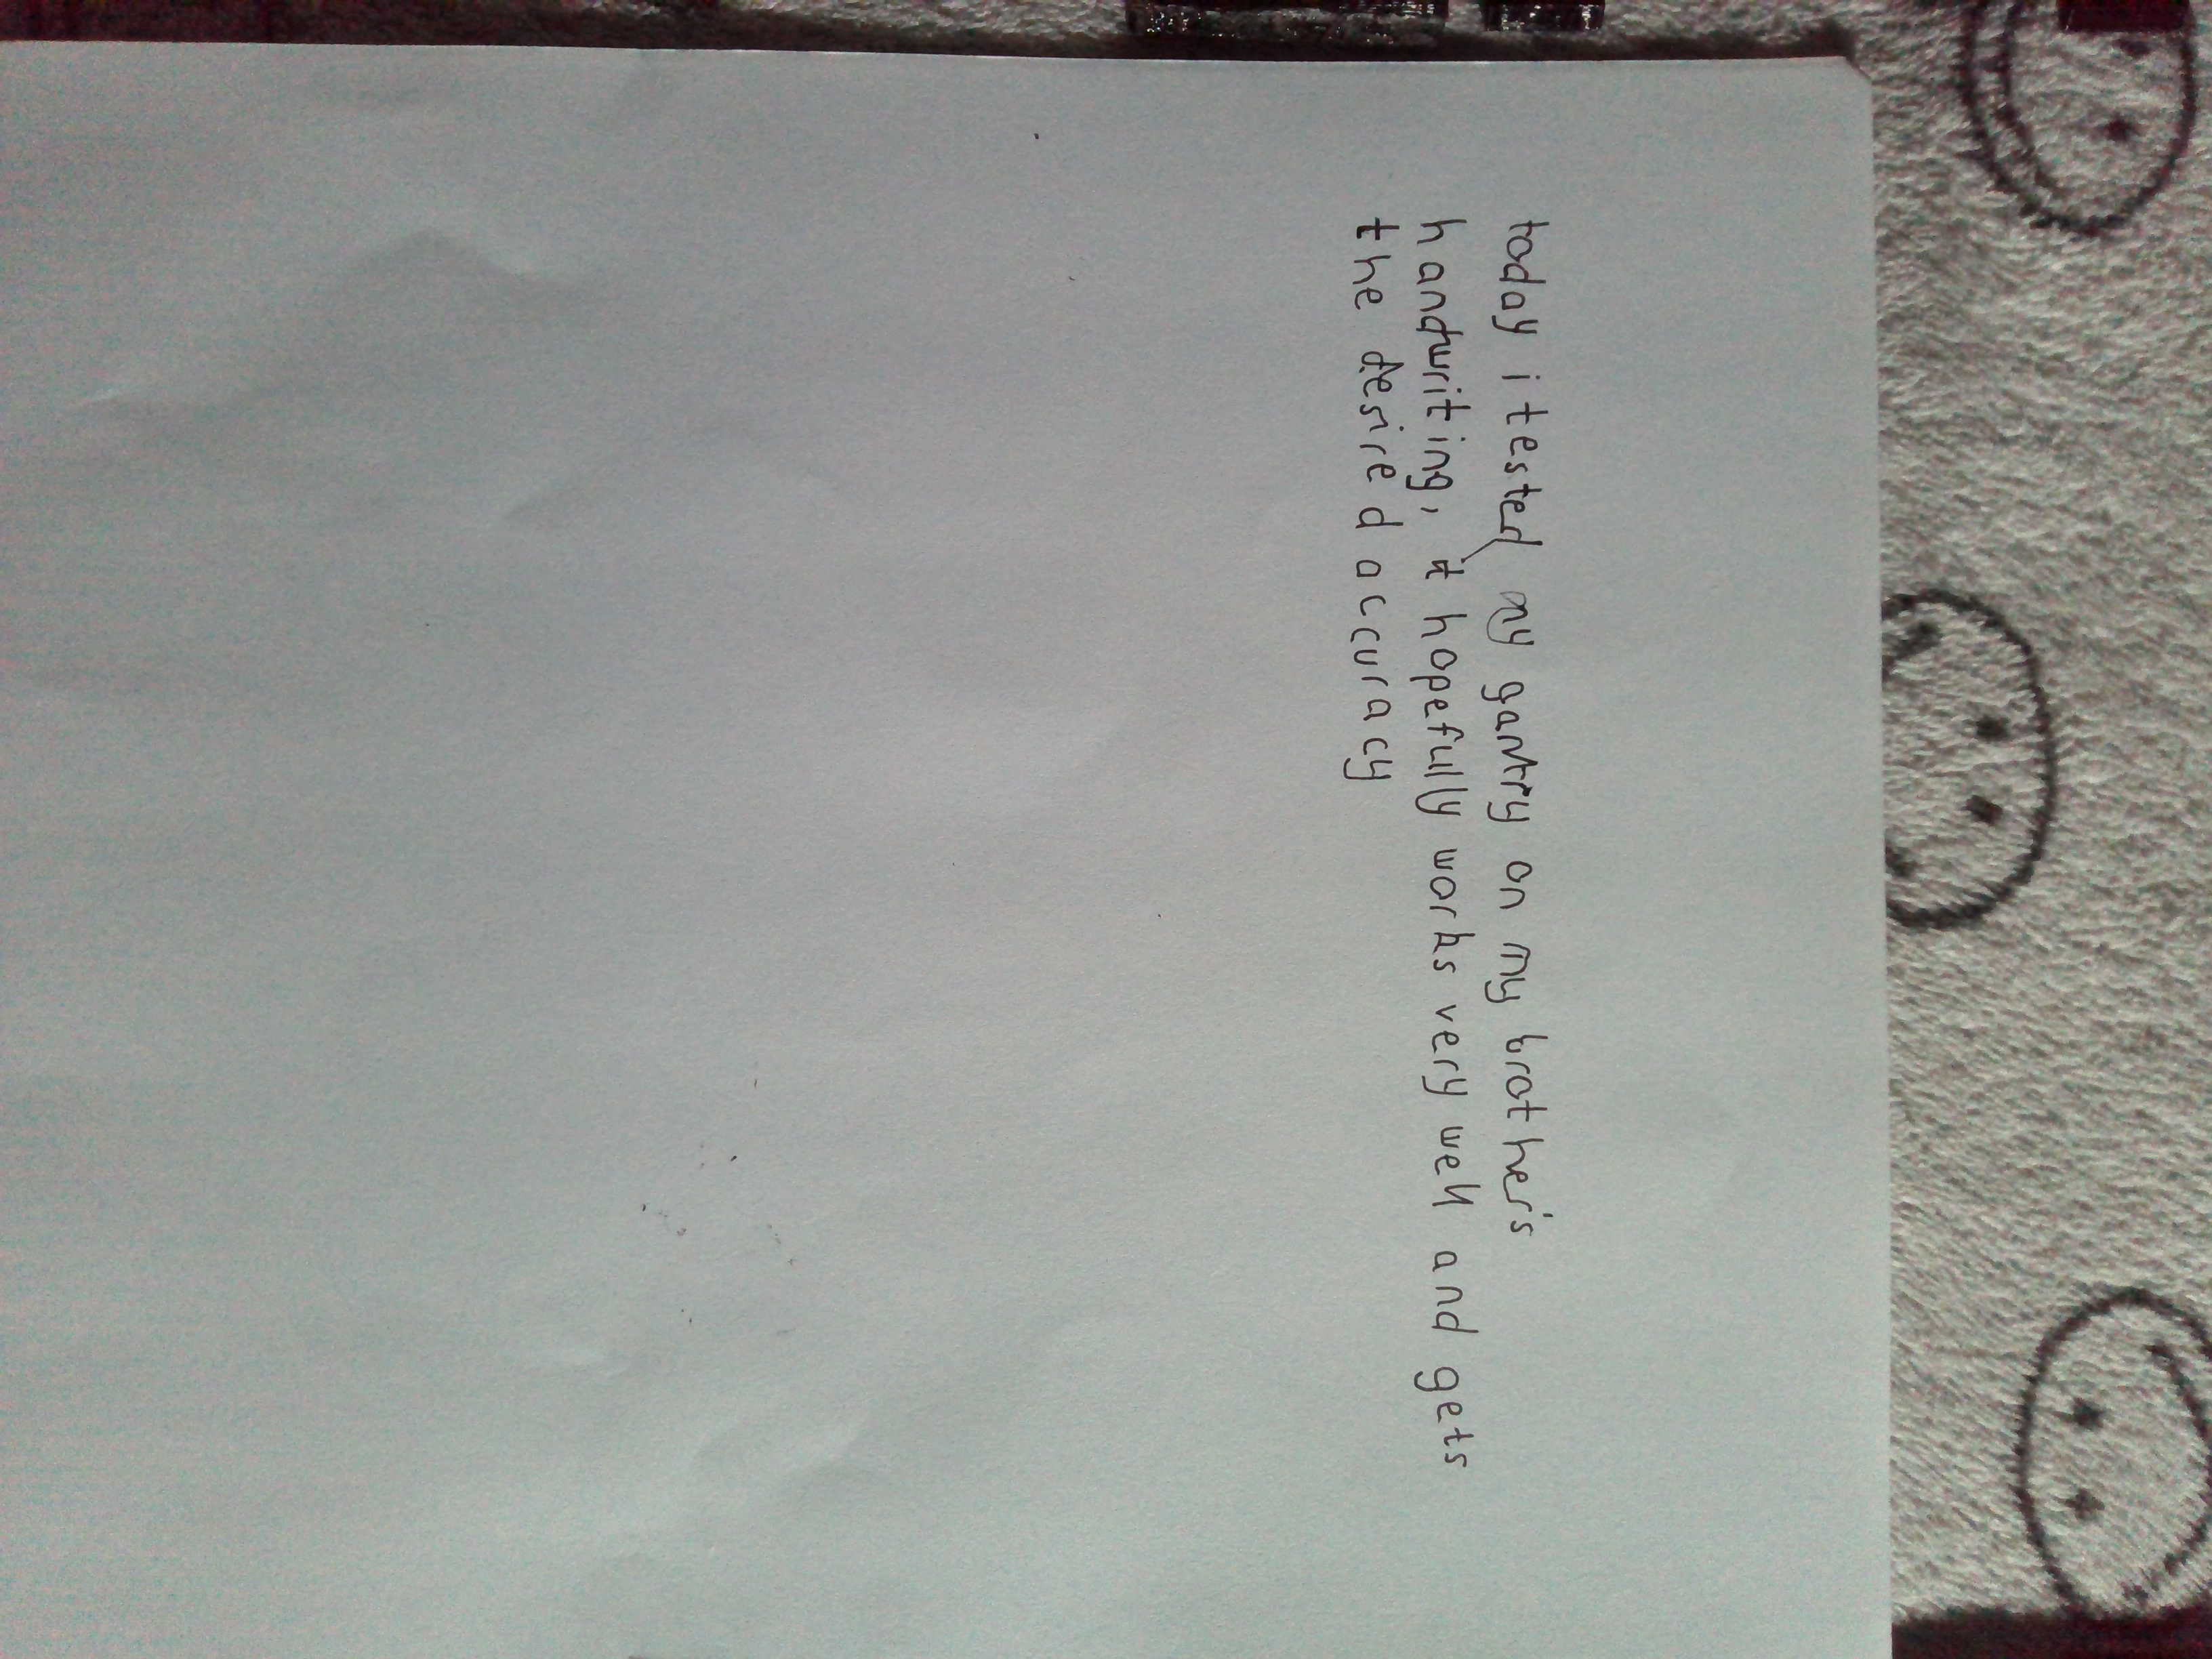 today i tested my gantry on my brother's
handwriting, it hopefully works very well and gets
the desired accuracy